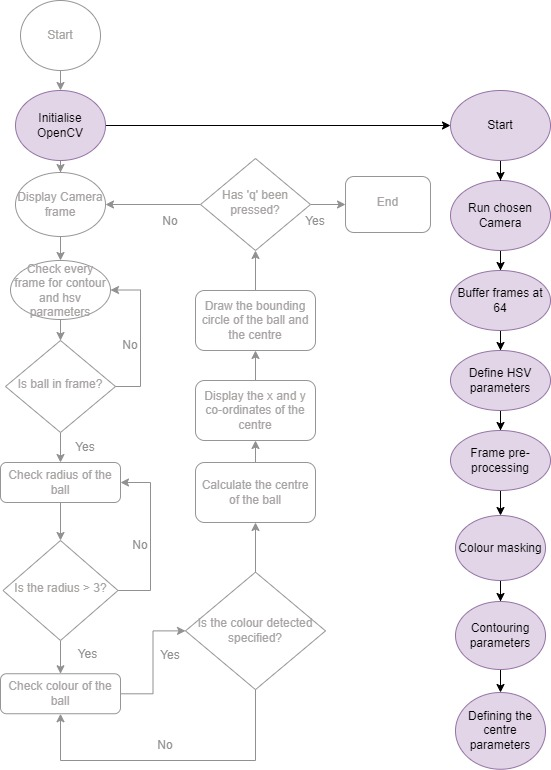 Start
Initialise
OpenCV
Start
Display Camera
frame
Has 'q' been
pressed?
No
Yes
End
Run chosen
Camera
Check every
frame for contour
and hsv
parameters
No
Draw the bounding
circle of the ball and
the centre
Buffer frames at
64
Is ball in frame?
Yes
Display the x and y
co-ordinates of the
centre
Define HSV
parameters
Check radius of the
ball
No
Calculate the centre
of the ball
Frame pre-
processing
Is the radius > 3?
Yes
Is the colour detected
specified?
Colour masking
Check colour of the
ball
Yes
No
Contouring
parameters
Defining the
centre
parameters